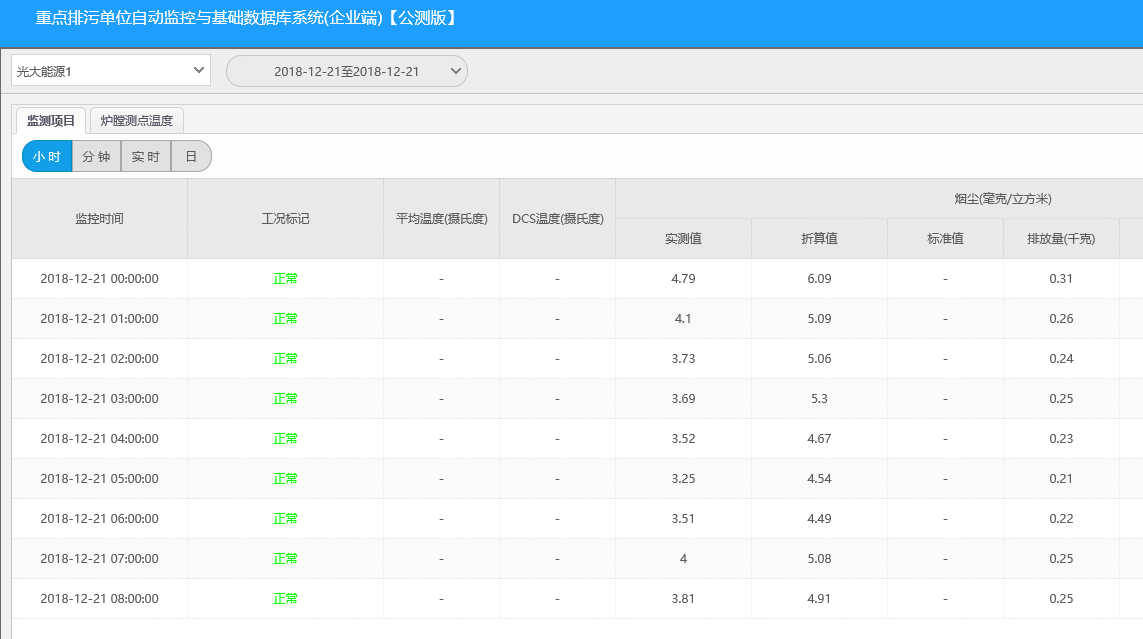 重点排污单位自动监控与基础数据库系统(企业端)【公测版】
光大能源1 2018-12-21至2018-12-21
监测项目 炉膛测点温度
小时 分钟 实时 日
监控时间 工况标记 平均温度(摄氏度) DCS温度(摄氏度) 烟尘(毫克/立方米)
实测值 折算值 标准值 排放量(千克)
2018-12-21 00:00:00 正常 - - 4.79 6.09 - 0.31
2018-12-21 01:00:00 正常 - - 4.1 5.09 - 0.26
2018-12-21 02:00:00 正常 - - 3.73 5.06 - 0.24
2018-12-21 03:00:00 正常 - - 3.69 5.3 - 0.25
2018-12-21 04:00:00 正常 - - 3.52 4.67 - 0.23
2018-12-21 05:00:00 正常 - - 3.25 4.54 - 0.21
2018-12-21 06:00:00 正常 - - 3.51 4.49 - 0.22
2018-12-21 07:00:00 正常 - - 4 5.08 - 0.25
2018-12-21 08:00:00 正常 - - 3.81 4.91 - 0.25